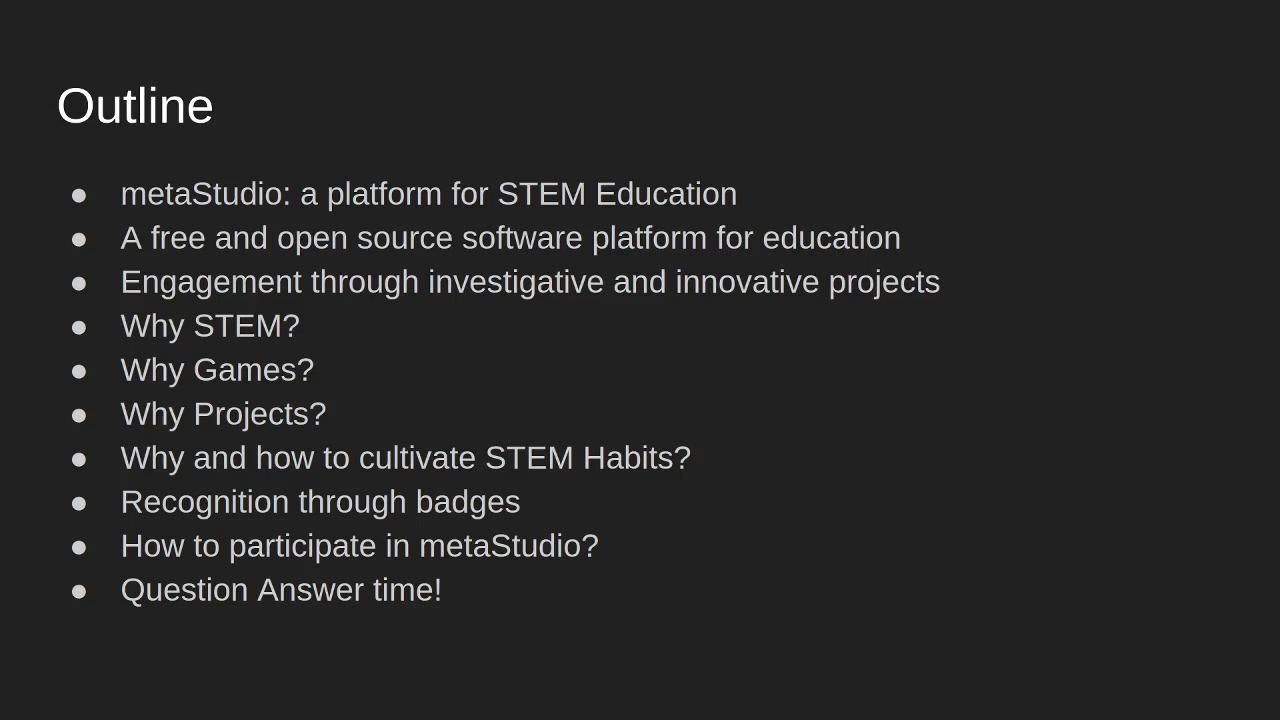 Outline
● metaStudio: a platform for STEM Education
● A free and open source software platform for education
● Engagement through investigative and innovative projects
● Why STEM?
● Why Games?
● Why Projects?
● Why and how to cultivate STEM Habits?
● Recognition through badges
● How to participate in metaStudio?
● Question Answer time!